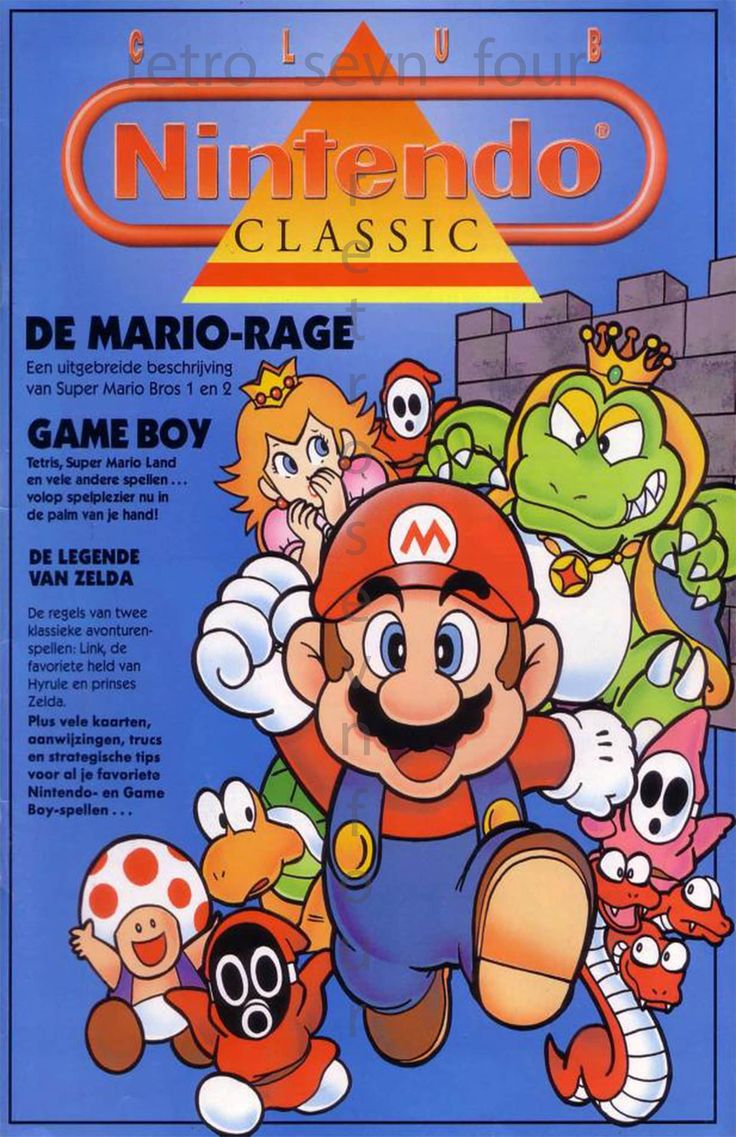 CLUB
retro sevn four
Nintendo®
CLASSIC
DE MARIO-RAGE
Een uitgebreide beschrijving
van Super Mario Bros 1 en 2
GAME BOY
Tetris, Super Mario Land
en vele andere spellen ...
volop spelplezier nu in
de palm van je hand!
DE LEGENDE
VAN ZELDA
De regels van twee
klassieke avonturen-
spellen: Link, de
favoriete held van
Hyrule en prinses
Zelda.
Plus vele kaarten,
aanwijzingen, trucs
en strategische tips
voor al je favoriete
Nintendo- en Game
Boy-spellen ...
M